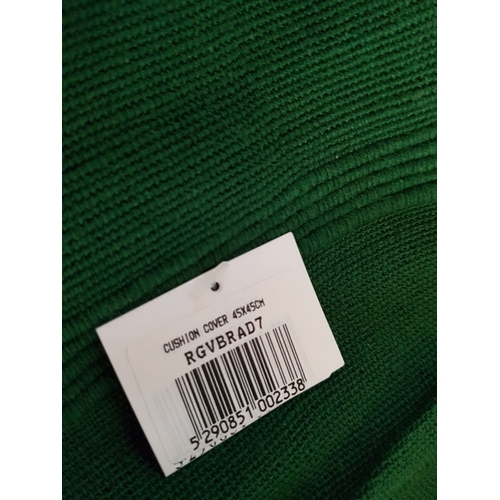 CUSHION COVER 45X45CM
RGVBRAD7
5 290851 002338